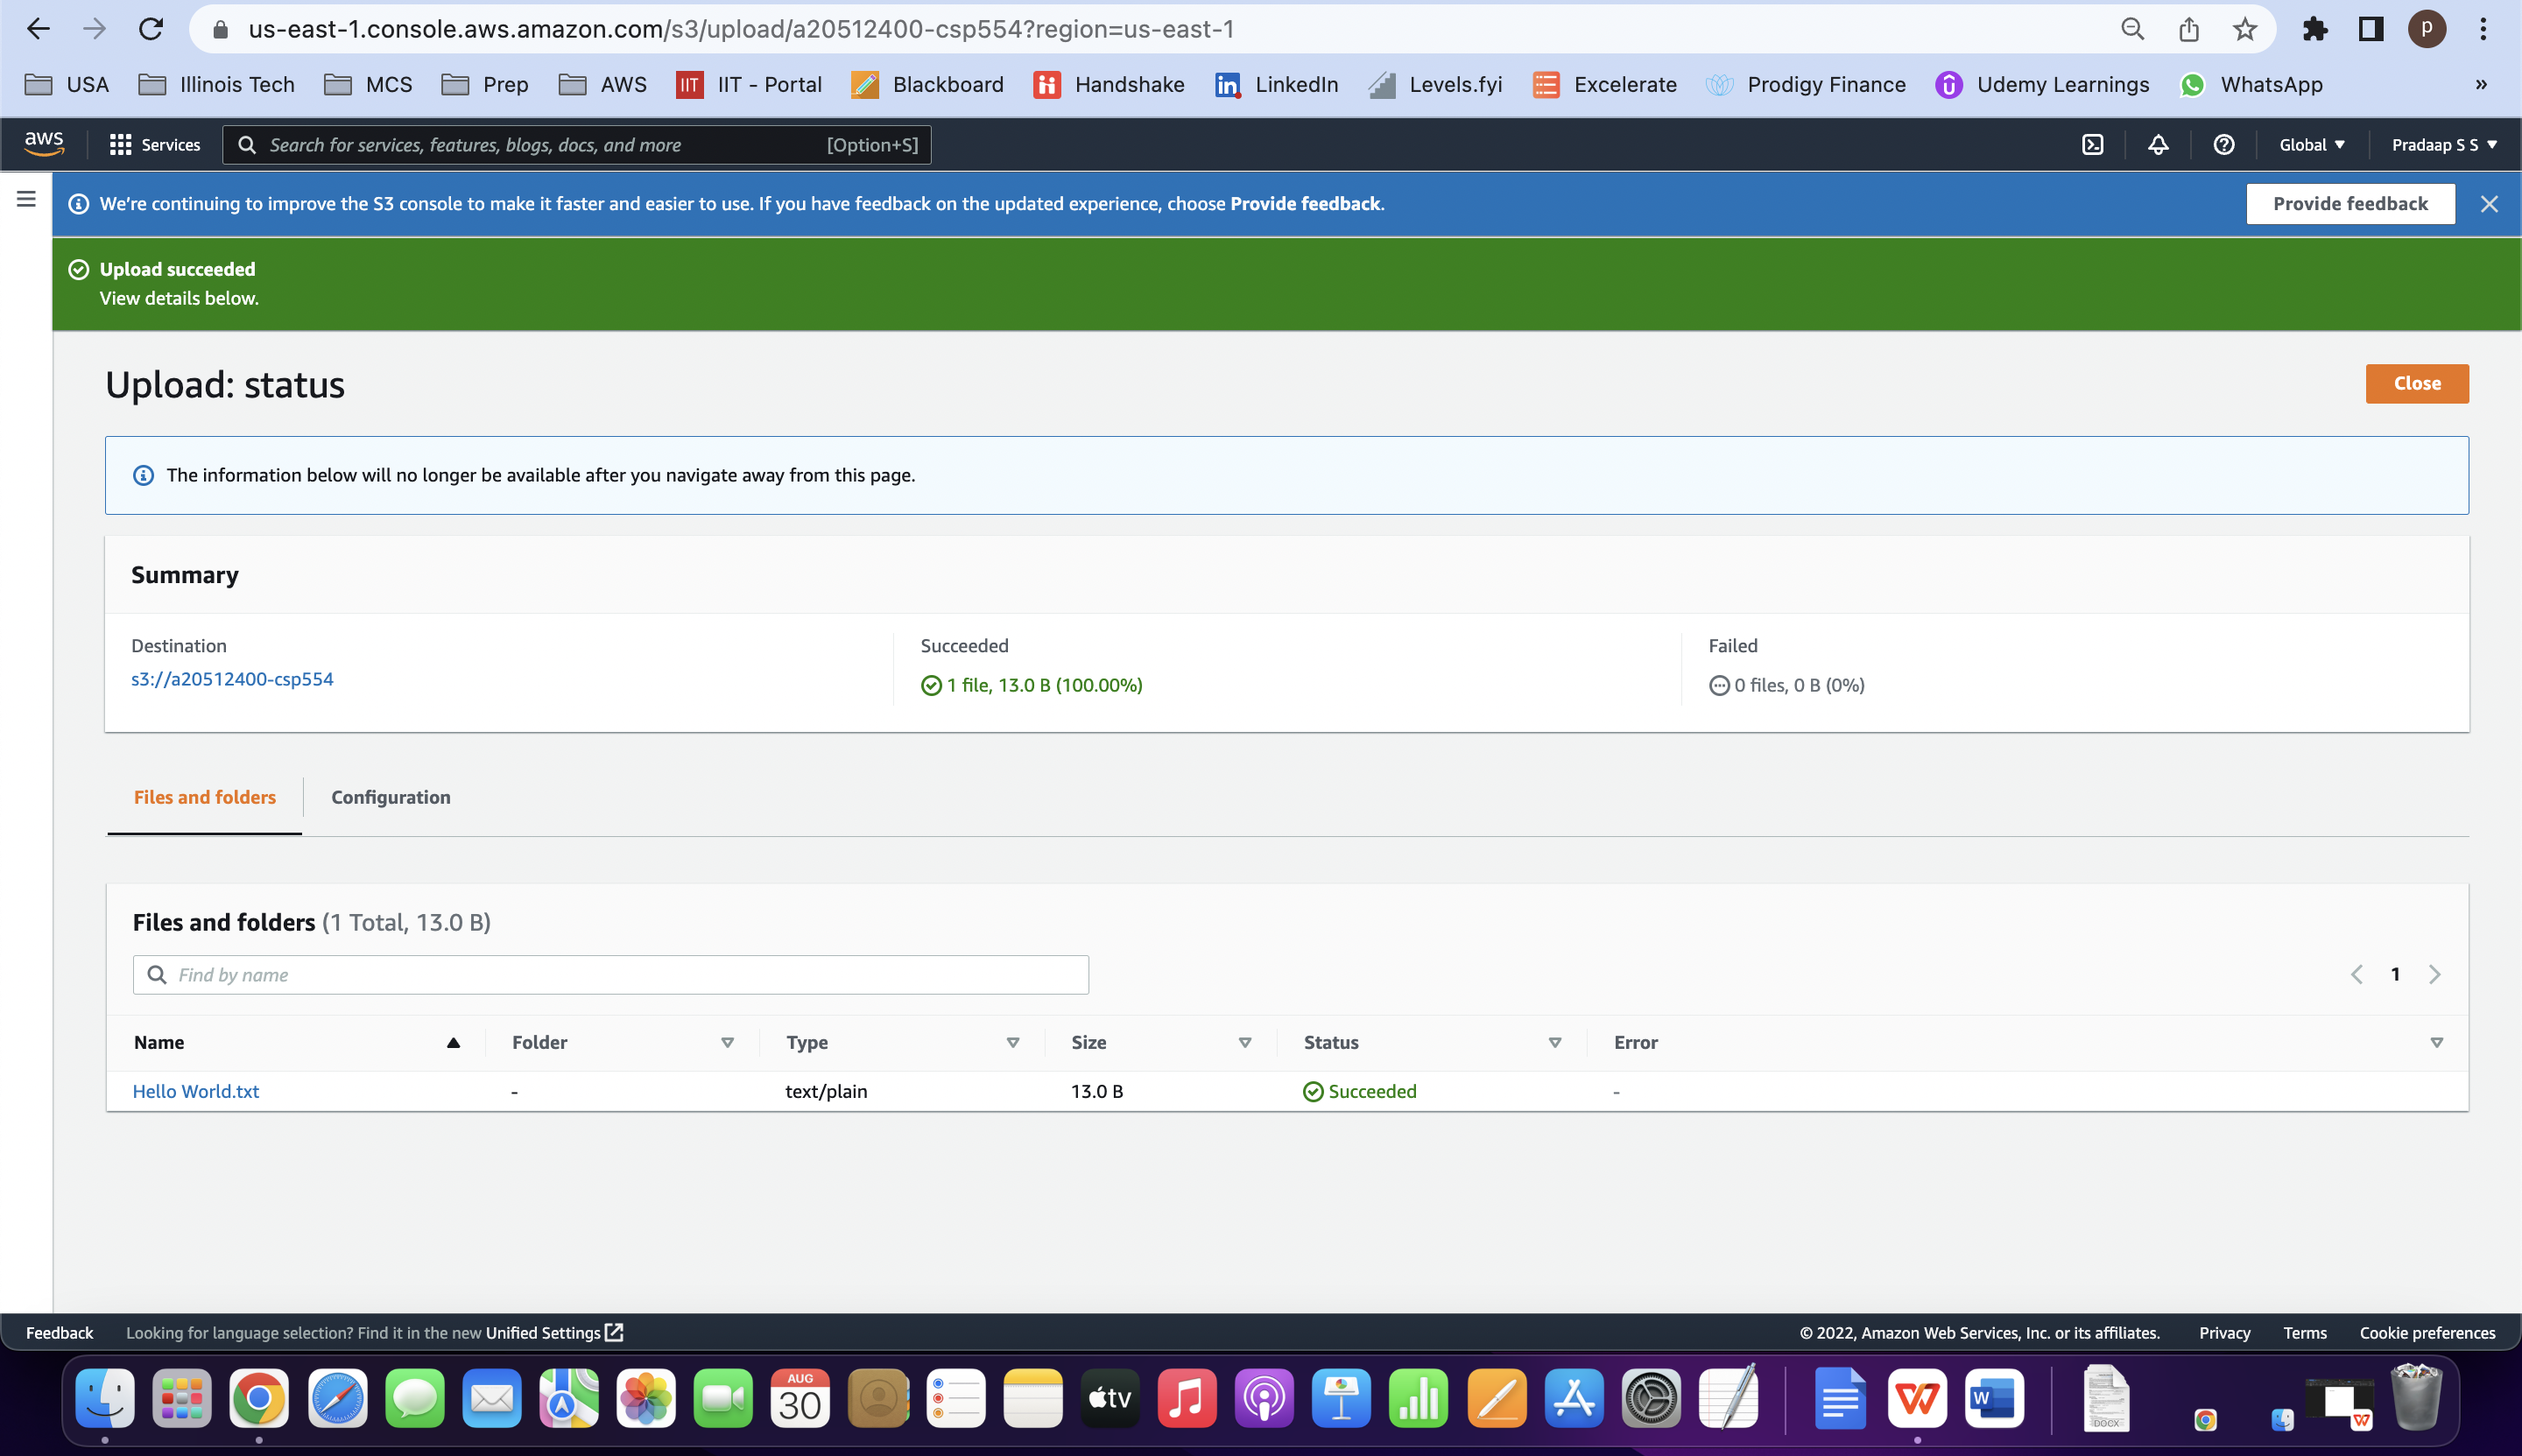 us-east-1.console.aws.amazon.com/s3/upload/a20512400-csp554?region=us-east-1
p
USA Illinois Tech MCS Prep AWS IIT IIT - Portal Blackboard Handshake in LinkedIn Levels.fyi Excelerate Prodigy Finance Udemy Learnings WhatsApp »
aws Services Search for services, features, blogs, docs, and more [Option+S] Global Pradaap S S
We're continuing to improve the S3 console to make it faster and easier to use. If you have feedback on the updated experience, choose Provide feedback. Provide feedback
Upload succeeded
View details below.
Upload: status Close
The information below will no longer be available after you navigate away from this page.
Summary
Destination Succeeded Failed
s3://a20512400-csp554 1 file, 13.0 B (100.00%) 0 files, 0 B (0%)
Files and folders Configuration
Files and folders (1 Total, 13.0 B)
Find by name 1
Name Folder Type Size Status Error
Hello World.txt - text/plain 13.0 B Succeeded -
Feedback Looking for language selection? Find it in the new Unified Settings © 2022, Amazon Web Services, Inc. or its affiliates. Privacy Terms Cookie preferences
AUG
30
tv
W
W
DOCX